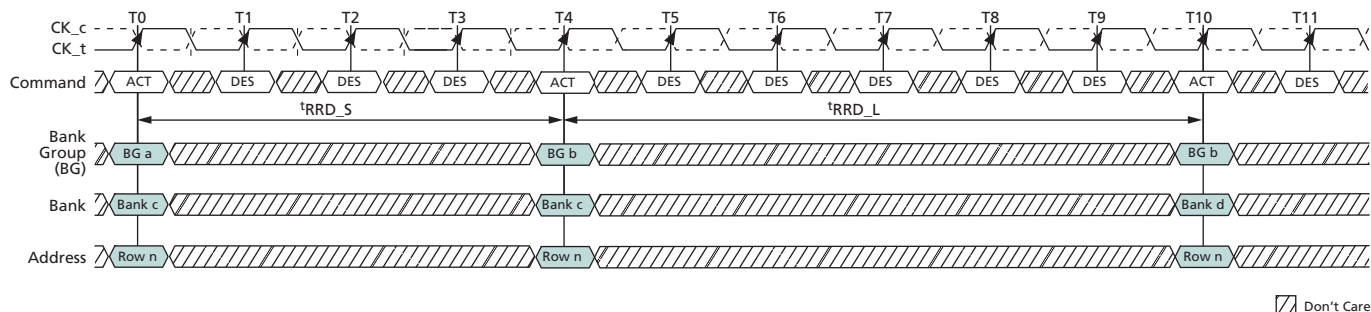 T0 T1 T2 T3 T4 T5 T6 T7 T8 T9 T10 T11
CK_c
CK_t
Command ACT DES DES DES ACT DES DES DES DES DES ACT DES
tRRD_S tRRD_L
Bank
Group
(BG)
BG a BG b BG b
Bank Bank c Bank c Bank d
Address Row n Row n Row n
Don't Care